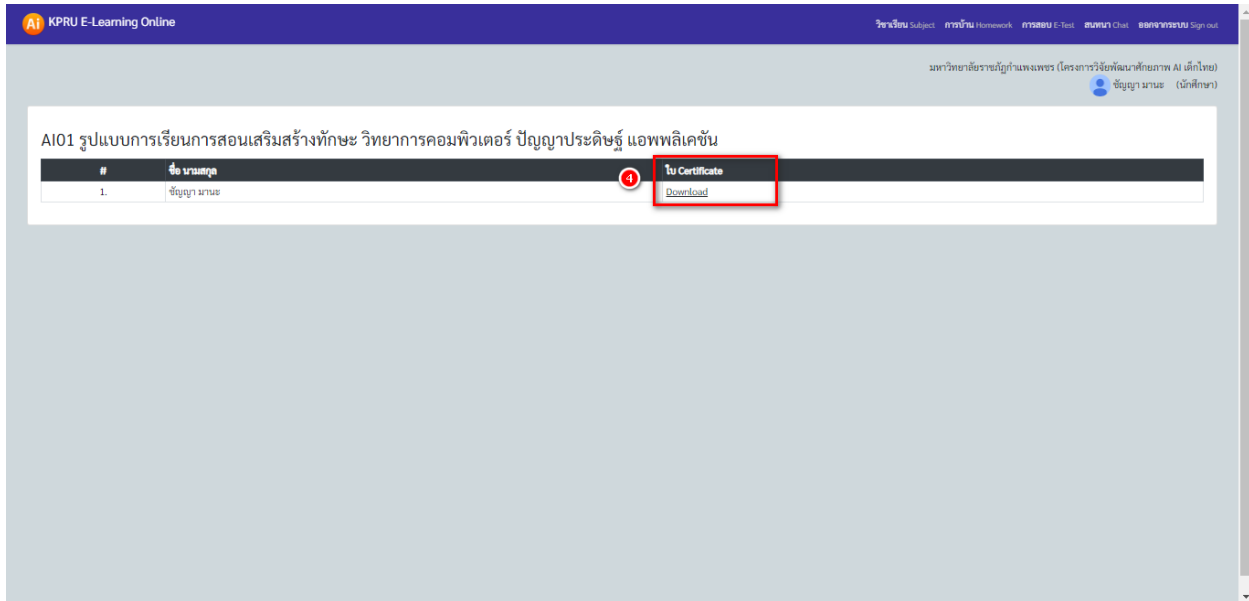 Ai KPRU E-Learning Online
วิชาเรียน Subject การบ้าน Homework การสอบ E-Test สนทนา Chat ออกจากระบบ Sign out
มหาวิทยาลัยราชภัฏกำแพงเพชร (โครงการวิจัยพัฒนาศักยภาพ AI เด็กไทย)
ชัญญา มานะ (นักศึกษา)
AI01 รูปแบบการเรียนการสอนเสริมสร้างทักษะ วิทยาการคอมพิวเตอร์ ปัญญาประดิษฐ์ แอพพลิเคชัน
# ชื่อ นามสกุล ใบ Certificate
4
1. ชัญญา มานะ Download